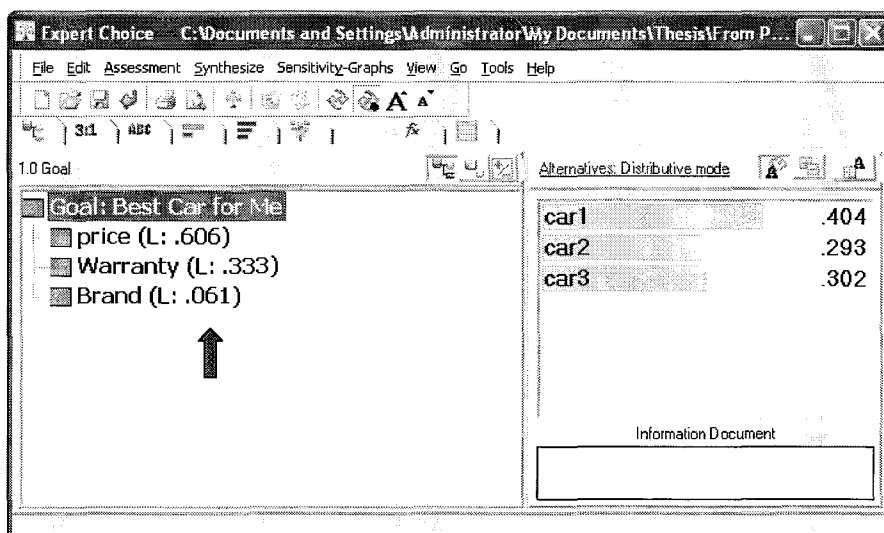 Expert Choice C:\Documents and Settings\Administrator\My Documents\Thesis\From P...
File Edit Assessment Synthesize Sensitivity-Graphs View Go Tools Help
A A
3:1 ABC fx
1.0 Goal
Alternatives: Distributive mode
A A
Goal: Best Car for Me
price (L: .606)
Warranty (L: .333)
Brand (L: .061)
car1 .404
car2 .293
car3 .302
Information Document